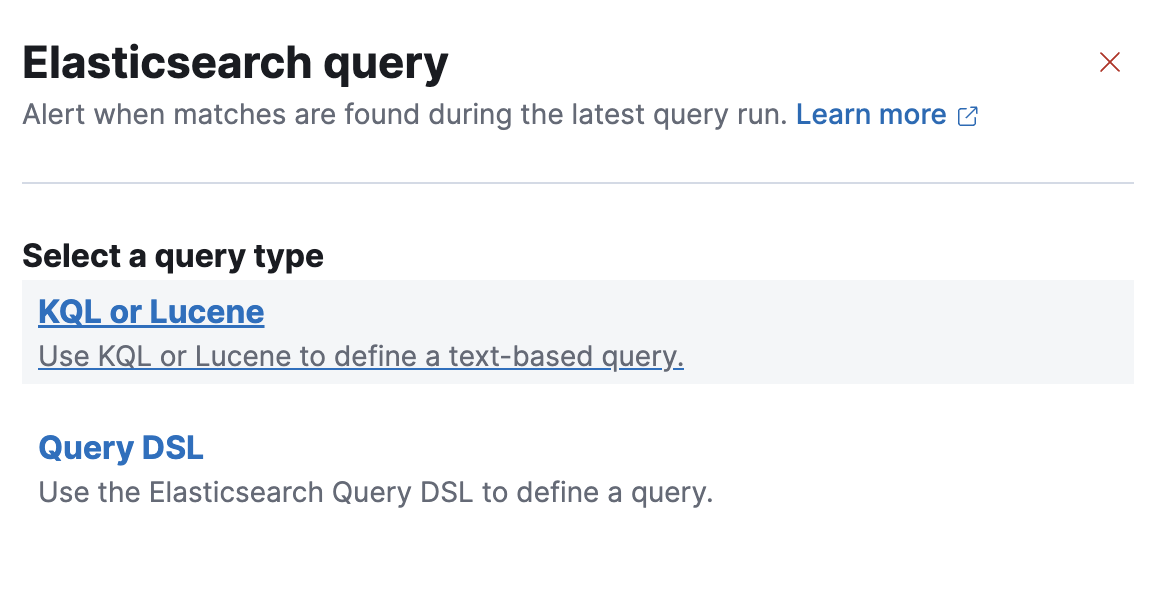 Elasticsearch query
Alert when matches are found during the latest query run. Learn more
Select a query type
KQL or Lucene
Use KQL or Lucene to define a text-based query.
Query DSL
Use the Elasticsearch Query DSL to define a query.